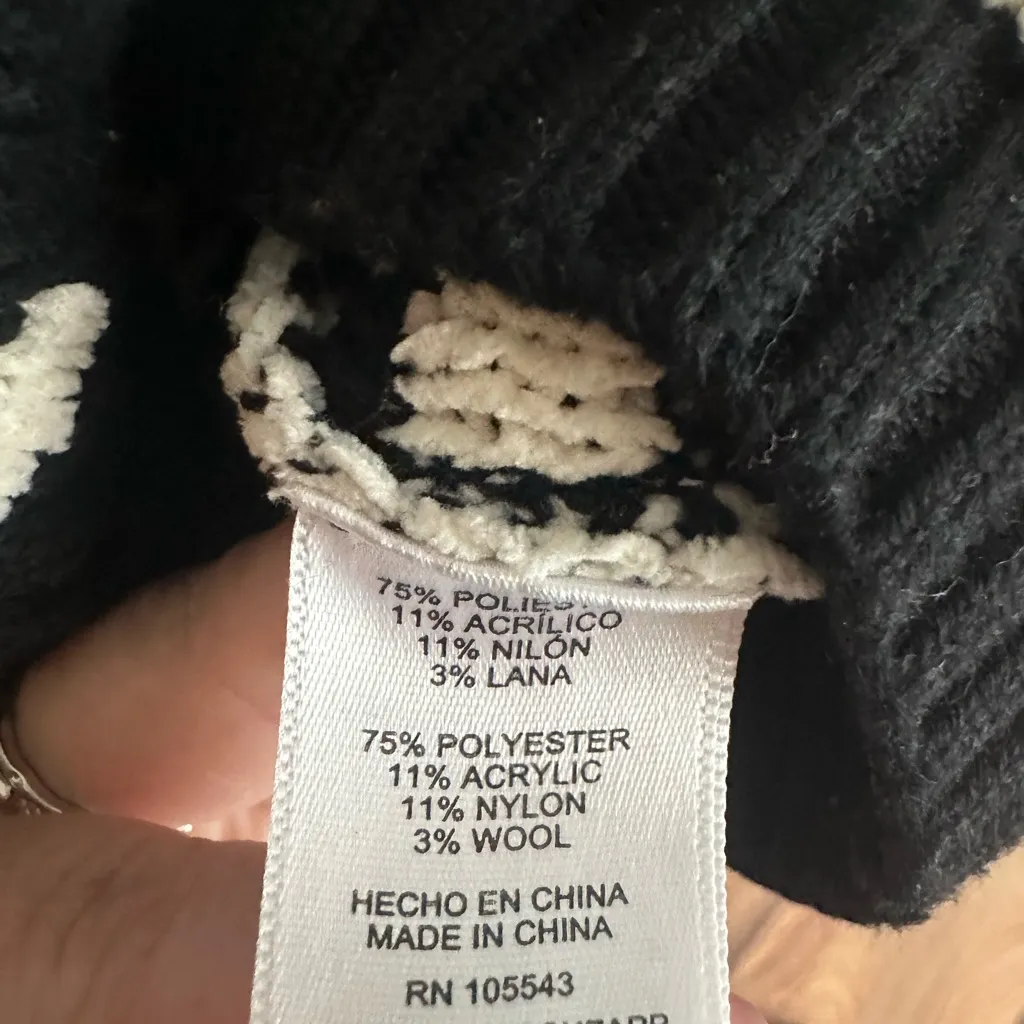 75%
11% ACRÍLICO
11% NILÓN
3% LANA
75% POLYESTER
11% ACRYLIC
11% NYLON
3% WOOL
HECHO EN CHINA
MADE IN CHINA
RN 105543